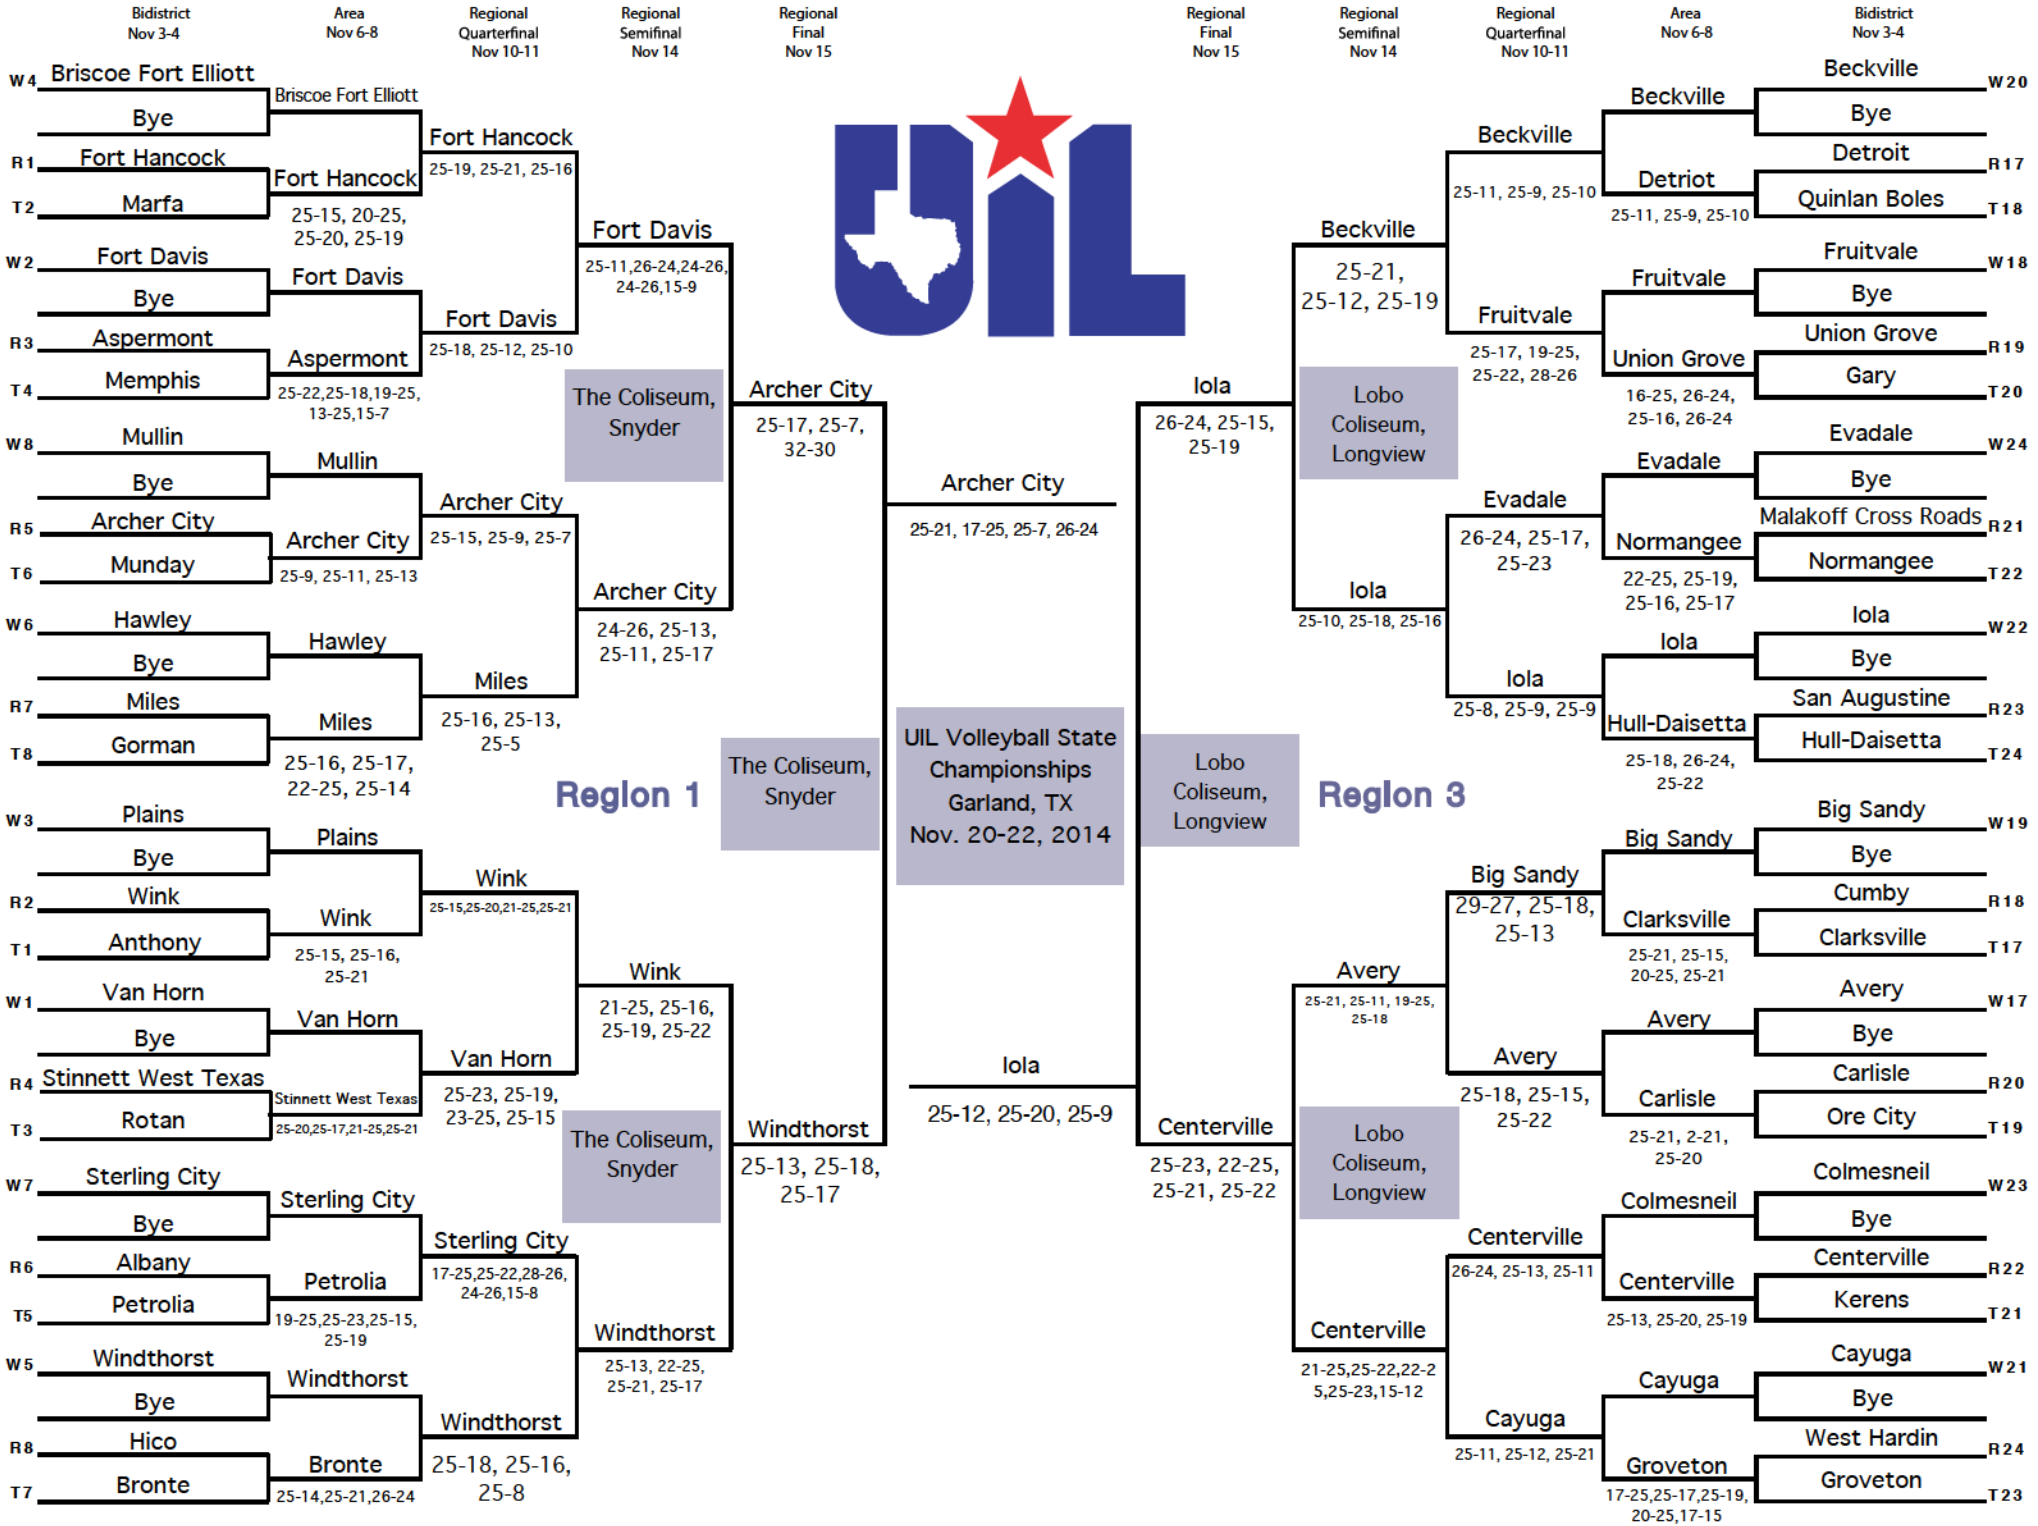 Bidistrict
Nov 3-4
Area
Nov 6-8
Regional
Quarterfinal
Nov 10-11
Regional
Semifinal
Nov 14
Regional
Final
Nov 15
Regional
Final
Nov 15
Regional
Semifinal
Nov 14
Regional
Quarterfinal
Nov 10-11
Area
Nov 6-8
Bidistrict
Nov 3-4
W4 Briscoe Fort Elliott
Bye
R1 Fort Hancock
T2 Marfa
W2 Fort Davis
Bye
R3 Aspermont
T4 Memphis
W8 Mullin
Bye
R5 Archer City
T6 Munday
W6 Hawley
Bye
R7 Miles
T8 Gorman
W3 Plains
Bye
R2 Wink
T1 Anthony
W1 Van Horn
Bye
R4 Stinnett West Texas
T3 Rotan
W7 Sterling City
Bye
R6 Albany
T5 Petrolia
W5 Windthorst
Bye
R8 Hico
T7 Bronte
Briscoe Fort Elliott
Fort Hancock
25-15, 20-25,
25-20, 25-19
Fort Davis
Aspermont
25-22,25-18,19-25,
13-25,15-7
Mullin
Archer City
25-9, 25-11, 25-13
Hawley
Miles
25-16, 25-17,
22-25, 25-14
Plains
Wink
25-15, 25-16,
25-21
Van Horn
Stinnett West Texas
25-20,25-17,21-25,25-21
Sterling City
Petrolia
19-25,25-23,25-15,
25-19
Windthorst
Bronte
25-14,25-21,26-24
Fort Hancock
25-19, 25-21, 25-16
Fort Davis
25-18, 25-12, 25-10
Archer City
25-15, 25-9, 25-7
Miles
25-16, 25-13,
25-5
Wink
25-15,25-20,21-25,25-21
Van Horn
25-23, 25-19,
23-25, 25-15
Sterling City
17-25,25-22,28-26,
24-26,15-8
Windthorst
25-18, 25-16,
25-8
Fort Davis
25-11,26-24,24-26,
24-26,15-9
The Coliseum,
Snyder
Archer City
24-26, 25-13,
25-11, 25-17
Region 1
Wink
21-25, 25-16,
25-19, 25-22
The Coliseum,
Snyder
Windthorst
25-13, 22-25,
25-21, 25-17
Archer City
25-17, 25-7,
32-30
The Coliseum,
Snyder
Windthorst
25-13, 25-18,
25-17
UIL
Archer City
25-21, 17-25, 25-7, 26-24
UIL Volleyball State
Championships
Garland, TX
Nov. 20-22, 2014
Iola
25-12, 25-20, 25-9
Iola
26-24, 25-15,
25-19
Lobo
Coliseum,
Longview
Centerville
25-23, 22-25,
25-21, 25-22
Beckville
25-21,
25-12, 25-19
Lobo
Coliseum,
Longview
Iola
25-10, 25-18, 25-16
Region 3
Avery
25-21, 25-11, 19-25,
25-18
Lobo
Coliseum,
Longview
Centerville
21-25,25-22,22-2
5,25-23,15-12
Beckville
25-11, 25-9, 25-10
Fruitvale
25-17, 19-25,
25-22, 28-26
Evadale
26-24, 25-17,
25-23
Iola
25-8, 25-9, 25-9
Big Sandy
29-27, 25-18,
25-13
Avery
25-18, 25-15,
25-22
Centerville
26-24, 25-13, 25-11
Cayuga
25-11, 25-12, 25-21
Beckville
Detriot
25-11, 25-9, 25-10
Fruitvale
Union Grove
16-25, 26-24,
25-16, 26-24
Evadale
Normangee
22-25, 25-19,
25-16, 25-17
Iola
Hull-Daisetta
25-18, 26-24,
25-22
Big Sandy
Clarksville
25-21, 25-15,
20-25, 25-21
Avery
Carlisle
25-21, 2-21,
25-20
Colmesneil
Centerville
25-13, 25-20, 25-19
Cayuga
Groveton
17-25,25-17,25-19,
20-25,17-15
Beckville W20
Bye
Detroit R17
Quinlan Boles T18
Fruitvale W18
Bye
Union Grove R19
Gary T20
Evadale W24
Bye
Malakoff Cross Roads R21
Normangee T22
Iola W22
Bye
San Augustine R23
Hull-Daisetta T24
Big Sandy W19
Bye
Cumby R18
Clarksville T17
Avery W17
Bye
Carlisle R20
Ore City T19
Colmesneil W23
Bye
Centerville R22
Kerens T21
Cayuga W21
Bye
West Hardin R24
Groveton T23